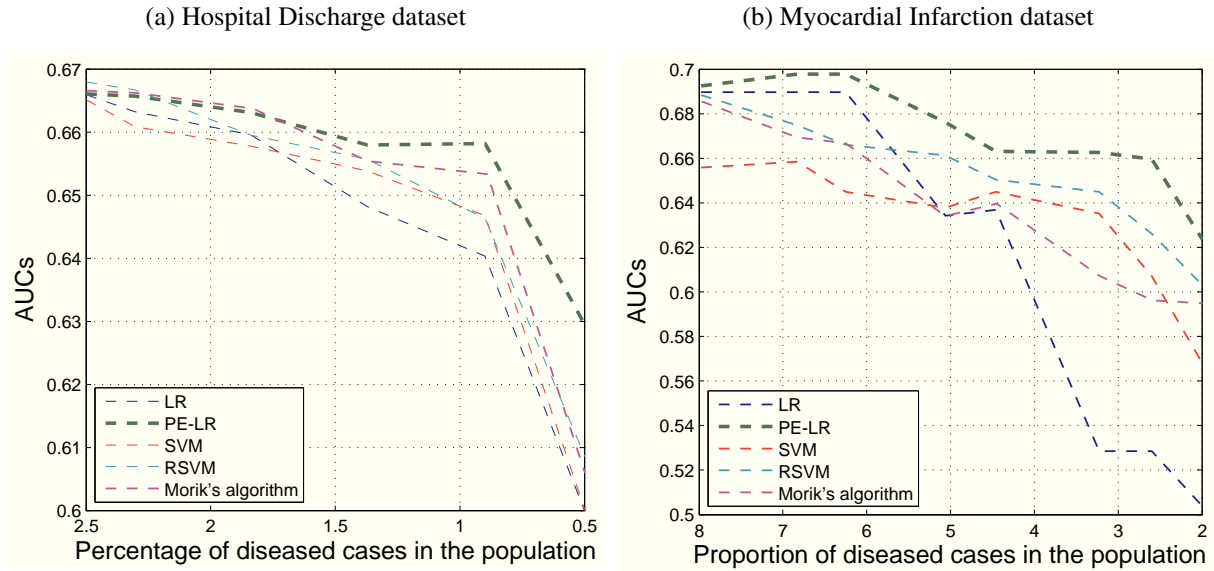 (a) Hospital Discharge dataset
0.67
0.66
0.65
0.64
0.63
0.62
0.61
0.6
AUCs
LR
PE-LR
SVM
RSVM
Morik's algorithm
2.5 2 1.5 1 0.5
Percentage of diseased cases in the population
(b) Myocardial Infarction dataset
0.7
0.68
0.66
0.64
0.62
0.6
0.58
0.56
0.54
0.52
0.5
AUCs
LR
PE-LR
SVM
RSVM
Morik's algorithm
8 7 6 5 4 3 2
Proportion of diseased cases in the population